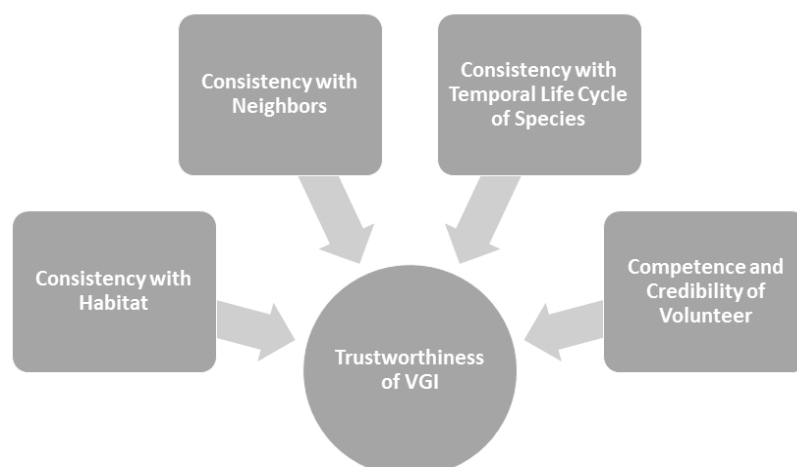 Consistency with
Neighbors
Consistency with
Temporal Life Cycle
of Species
Consistency with
Habitat
Competence and
Credibility of
Volunteer
Trustworthiness
of VGI